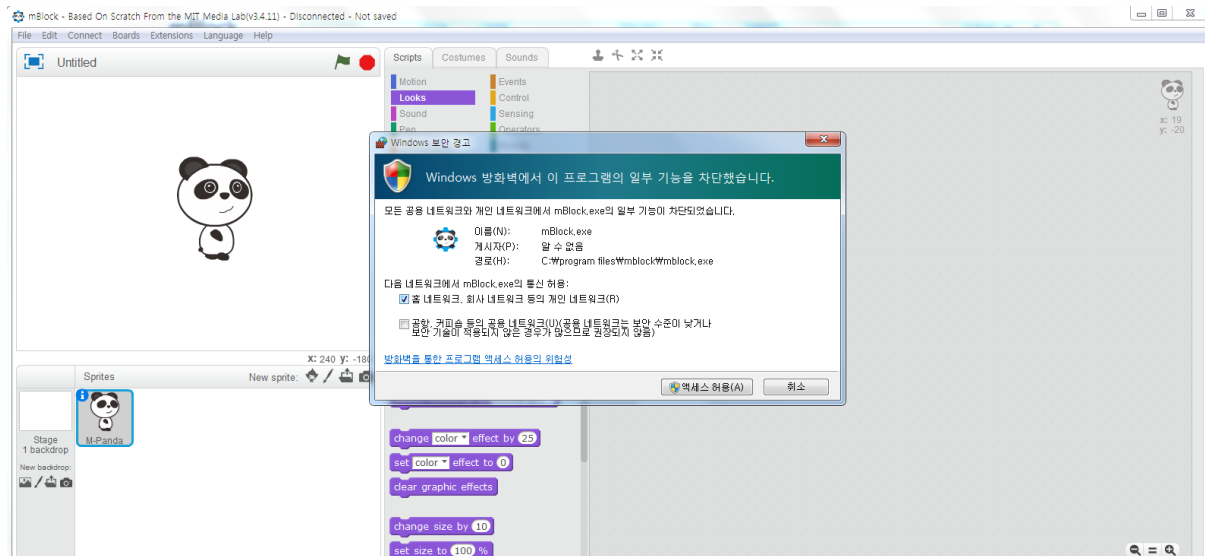 mBlock - Based On Scratch From the MIT Media Lab(v3.4.11) - Disconnected - Not saved
File Edit Connect Boards Extensions Language Help
Untitled
Scripts Costumes Sounds
Motion Events
Looks Control
Sound Sensing
Pen Operators
x: 19
y: -20
Windows 보안 경고
Windows 방화벽에서 이 프로그램의 일부 기능을 차단했습니다.
모든 공용 네트워크와 개인 네트워크에서 mBlock.exe의 일부 기능이 차단되었습니다.
이름(N): mBlock.exe
게시자(P): 알 수 없음
경로(H): C:₩program files₩mblock₩mblock.exe
다음 네트워크에서 mBlock.exe의 통신 허용:
홈 네트워크, 회사 네트워크 등의 개인 네트워크(R)
공항, 커피숍 등의 공용 네트워크(U)(공용 네트워크는 보안 수준이 낮거나
보안 기술이 적용되지 않은 경우가 많으므로 권장되지 않음)
방화벽을 통한 프로그램 액세스 허용의 위험성
액세스 허용(A) 취소
x: 240 y: -180
Sprites New sprite:
Stage
1 backdrop
New backdrop:
M-Panda
change color effect by 25
set color effect to 0
clear graphic effects
change size by 10
set size to 100 %